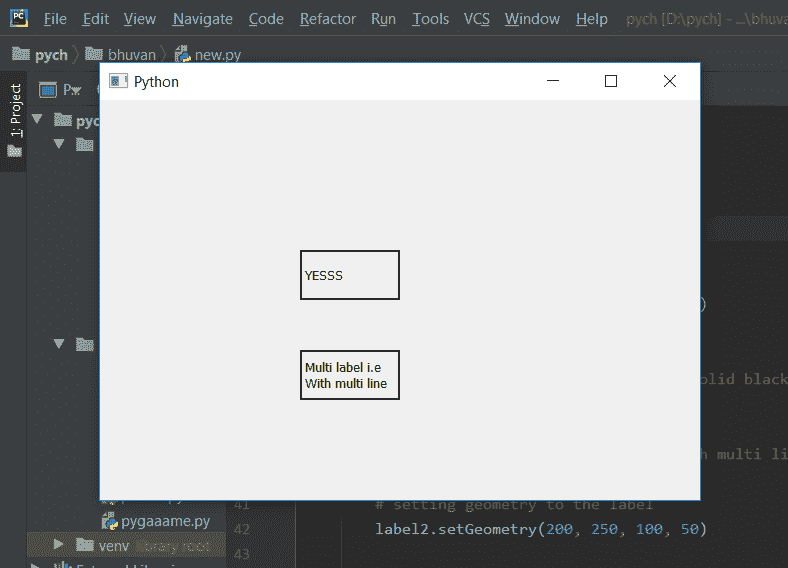 PC File Edit View Navigate Code Refactor Run Tools VCS Window Help pych [D:\pych] - ...\bhuva
pych bhuvan new.py
1: Project
P...
Python
pyc
YESSS
)
Multi label i.e
With multi line
olid black
h multi li
41 # setting geometry to the label
pygaaame.py
42 label2.setGeometry(200, 250, 100, 50)
venv library root
43